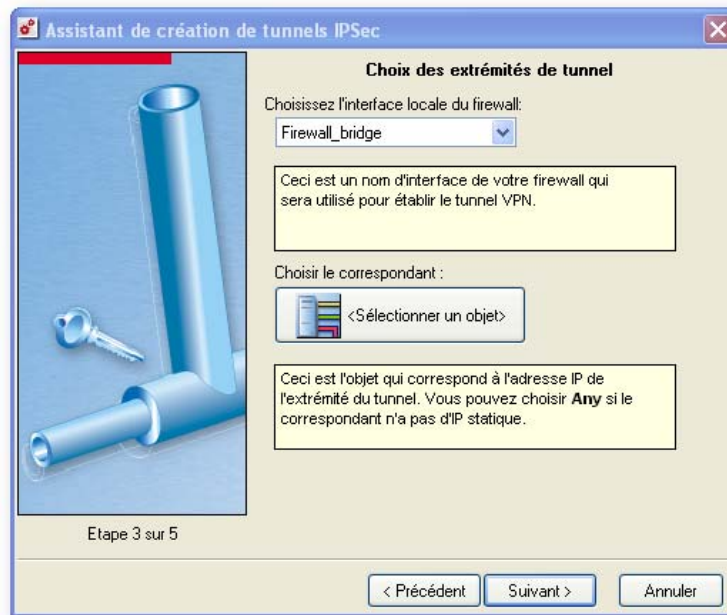 Assistant de création de tunnels IPSec
Choix des extrémités de tunnel
Choisissez l'interface locale du firewall:
Firewall_bridge
Ceci est un nom d'interface de votre firewall qui
sera utilisé pour établir le tunnel VPN.
Choisir le correspondant :
<Sélectionner un objet>
Ceci est l'objet qui correspond à l'adresse IP de
l'extrémité du tunnel. Vous pouvez choisir Any si le
correspondant n'a pas d'IP statique.
Etape 3 sur 5
< Précédent
Suivant >
Annuler